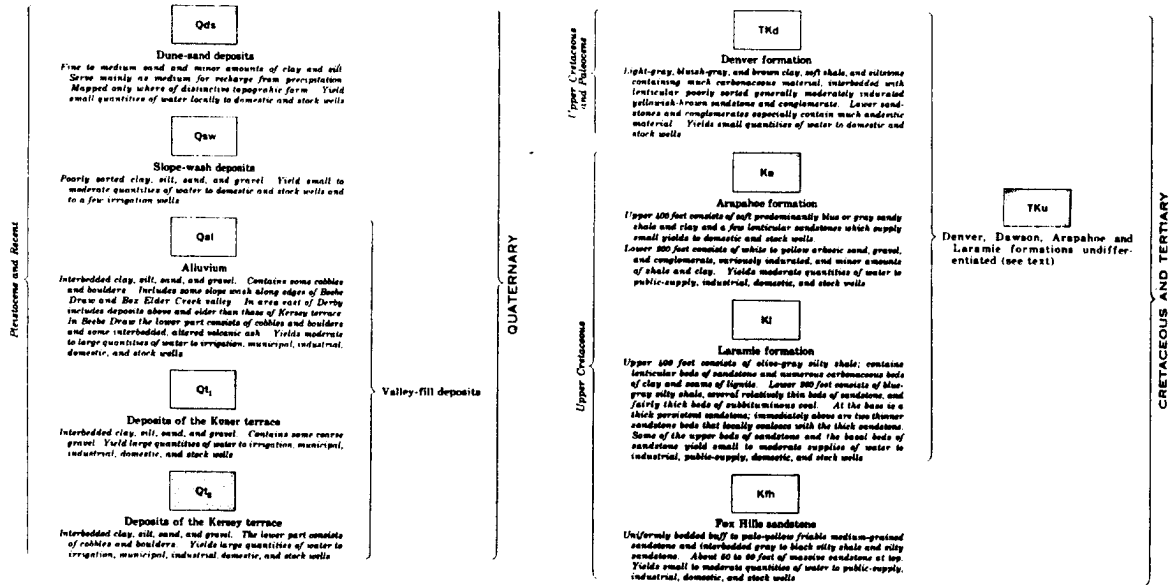 Pleistocene and Recent
Qds
Dune-sand deposits
Fine to medium sand and minor amounts of clay and silt
Serve mainly as medium for recharge from precipitation
Mapped only where of distinctive topographic form Yield
small quantities of water locally to domestic and stock wells
Qsw
Slope-wash deposits
Poorly sorted clay, silt, sand, and gravel Yield small to
moderate quantities of water to domestic and stock wells and
to a few irrigation wells
Qal
Alluvium
Interbedded clay, silt, sand, and gravel. Contains some cobbles
and boulders Includes some slope wash along edges of Beebe
Draw and Box Elder Creek valley In area east of Derby
includes deposits above and older than those of Kersey terrace
In Beebe Draw the lower part consists of cobbles and boulders
and some interbedded, altered volcanic ash Yields moderate
to large quantities of water to irrigation, municipal, industrial,
domestic, and stock wells
Qt₁
Deposits of the Kuner terrace
Interbedded clay, silt, sand, and gravel. Contains some coarse
gravel Yield large quantities of water to irrigation, municipal,
industrial, domestic, and stock wells
Qt₂
Deposits of the Kersey terrace
Interbedded clay, silt, sand, and gravel. The lower part consists
of cobbles and boulders. Yields large quantities of water to
irrigation, municipal, industrial, domestic, and stock wells
Valley-fill deposits
QUATERNARY
Upper Cretaceous
and Paleocene
TKd
Denver formation
Light-gray, bluish-gray, and brown clay, soft shale, and siltstone
containing much carbonaceous material, interbedded with
lenticular poorly sorted generally moderately indurated
yellowish-brown sandstone and conglomerate. Lower sand-
stones and conglomerates especially contain much andesitic
material Yields small quantities of water to domestic and
stock wells
Upper Cretaceous
Ka
Arapahoe formation
Upper 400 feet consists of soft predominantly blue or gray sandy
shale and clay and a few lenticular sandstones which supply
small yields to domestic and stock wells
Lower 200 feet consists of white to yellow arkosic sand, gravel,
and conglomerate, variously indurated, and minor amounts
of shale and clay. Yields moderate quantities of water to
public-supply, industrial, domestic, and stock wells
Kl
Laramie formation
Upper 400 feet consists of olive-gray silty shale; contains
lenticular beds of sandstone and numerous carbonaceous beds
of clay and seams of lignite. Lower feet consists of blue-
gray silty shale, several relatively thin beds of sandstone, and
fairly thick beds of subbituminous coal. At the base is a
thick persistent sandstone; immediately above are two thinner
sandstone beds that locally coalesce with the thick sandstone.
Some of the upper beds of sandstone and the basal beds of
sandstone yield small to moderate supplies of water to
industrial, public-supply, domestic, and stock wells
Kfh
Fox Hills sandstone
Uniformly bedded buff to pale-yellow friable medium-grained
sandstone and interbedded gray to black silty shale and silty
sandstone. About 60 to feet of massive sandstone at top.
Yields small to moderate quantities of water to public-supply,
industrial, domestic, and stock wells
TKu
Denver, Dawson, Arapahoe and
Laramie formations undiffer-
entiated (see text)
CRETACEOUS AND TERTIARY